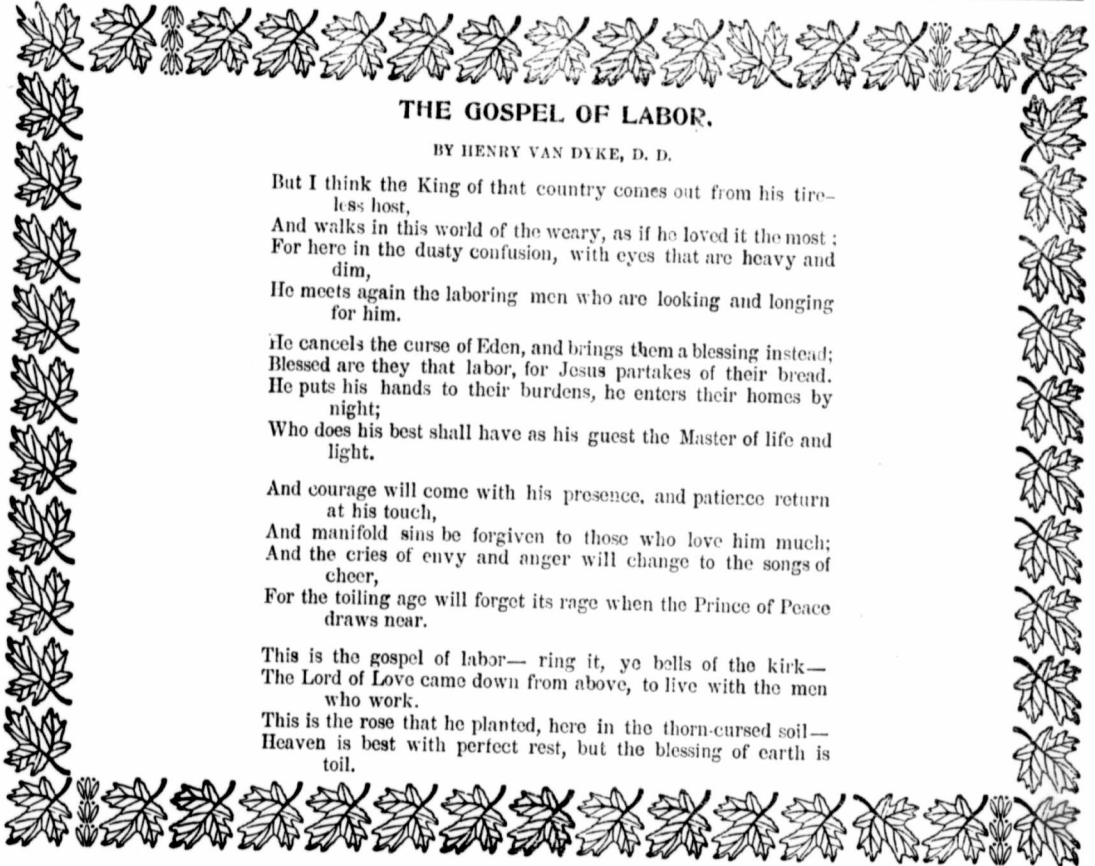 THE GOSPEL OF LABOR.
BY HENRY VAN DYKE, D. D.
But I think the King of that country comes out from his tire-
less host,
And walks in this world of the weary, as if he loved it the most ;
For here in the dusty confusion, with eyes that are heavy and
dim,
He meets again the laboring men who are looking and longing
for him.
He cancels the curse of Eden, and brings them a blessing instead;
Blessed are they that labor, for Jesus partakes of their bread.
He puts his hands to their burdens, he enters their homes by
night;
Who does his best shall have as his guest the Master of life and
light.
And courage will come with his presence, and patience return
at his touch,
And manifold sins be forgiven to those who love him much;
And the cries of envy and anger will change to the songs of
cheer,
For the toiling age will forget its rage when the Prince of Peace
draws near.
This is the gospel of labor— ring it, ye bells of the kirk—
The Lord of Love came down from above, to live with the men
who work.
This is the rose that he planted, here in the thorn-cursed soil—
Heaven is best with perfect rest, but the blessing of earth is
toil.